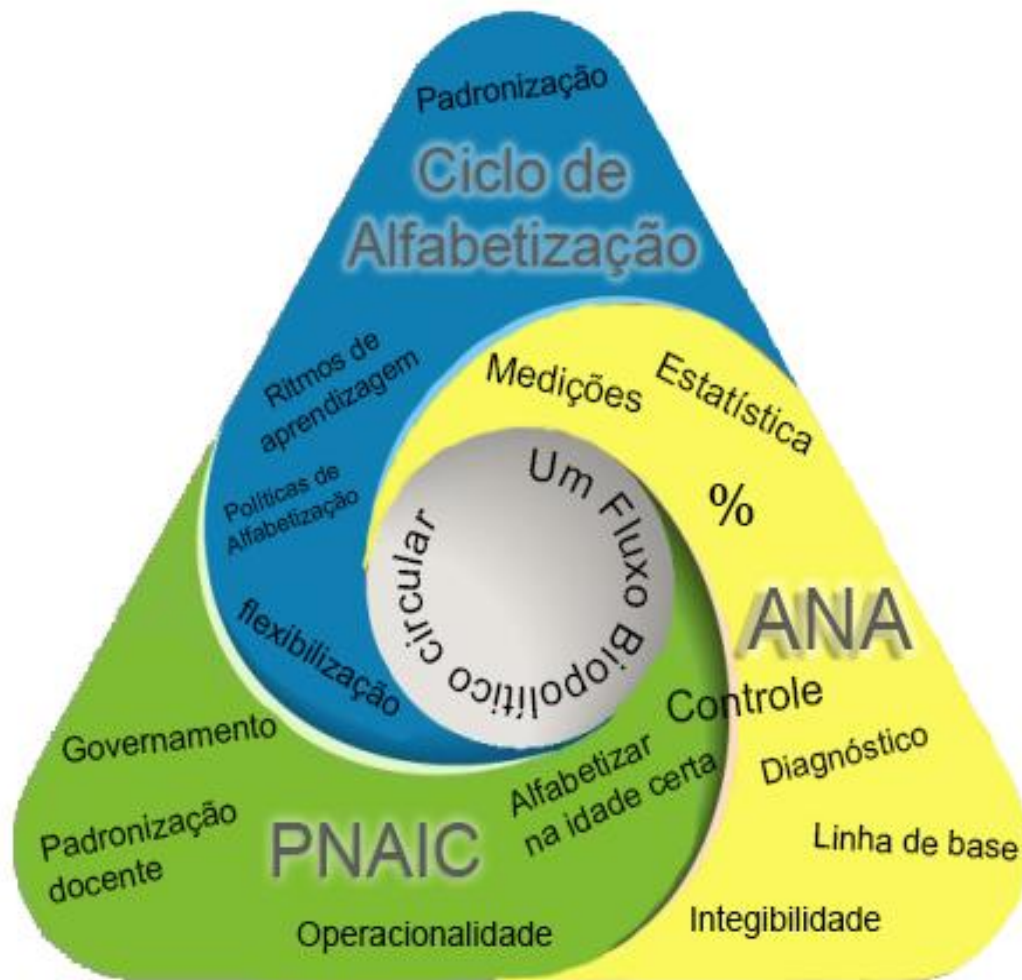 Padronização
Ciclo de
Alfabetização
Ritmos de
aprendizagem
Políticas de
Alfabetização
flexibilização
Medições
Estatística
%
ANA
Controle
Diagnóstico
Linha de base
Integibilidade
Um Fluxo Biopolítico circular
Governamento
Padronização
docente
PNAIC
Alfabetizar
na idade certa
Operacionalidade